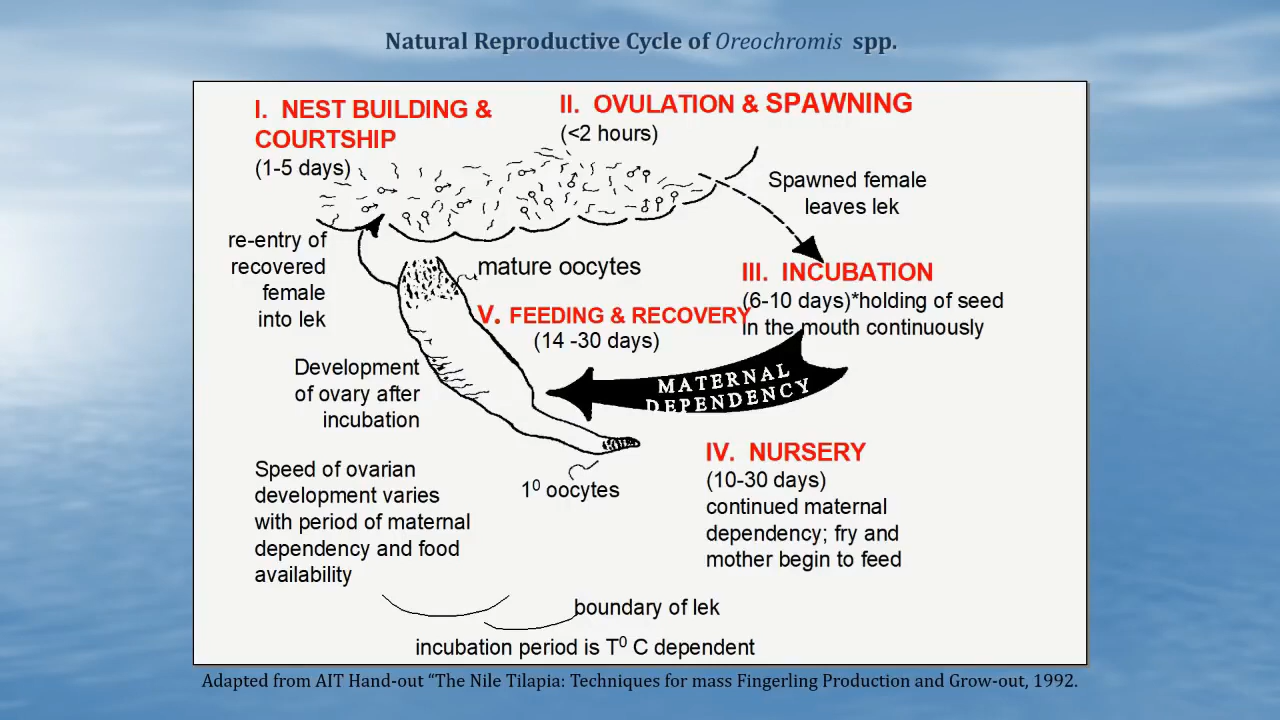 Natural Reproductive Cycle of Oreochromis spp.
I. NEST BUILDING &
COURTSHIP
(1-5 days)
II. OVULATION & SPAWNING
(<2 hours)
Spawned female
leaves lek
re-entry of
recovered
female
into lek
mature oocytes
III. INCUBATION
(6-10 days)*holding of seed
in the mouth continuously
V. FEEDING & RECOVERY
(14 -30 days)
MATERNAL
DEPENDENCY
Development
of ovary after
incubation
IV. NURSERY
(10-30 days)
continued maternal
dependency; fry and
mother begin to feed
1⁰ oocytes
Speed of ovarian
development varies
with period of maternal
dependency and food
availability
boundary of lek
incubation period is T⁰ C dependent
Adapted from AIT Hand-out “The Nile Tilapia: Techniques for mass Fingerling Production and Grow-out, 1992.